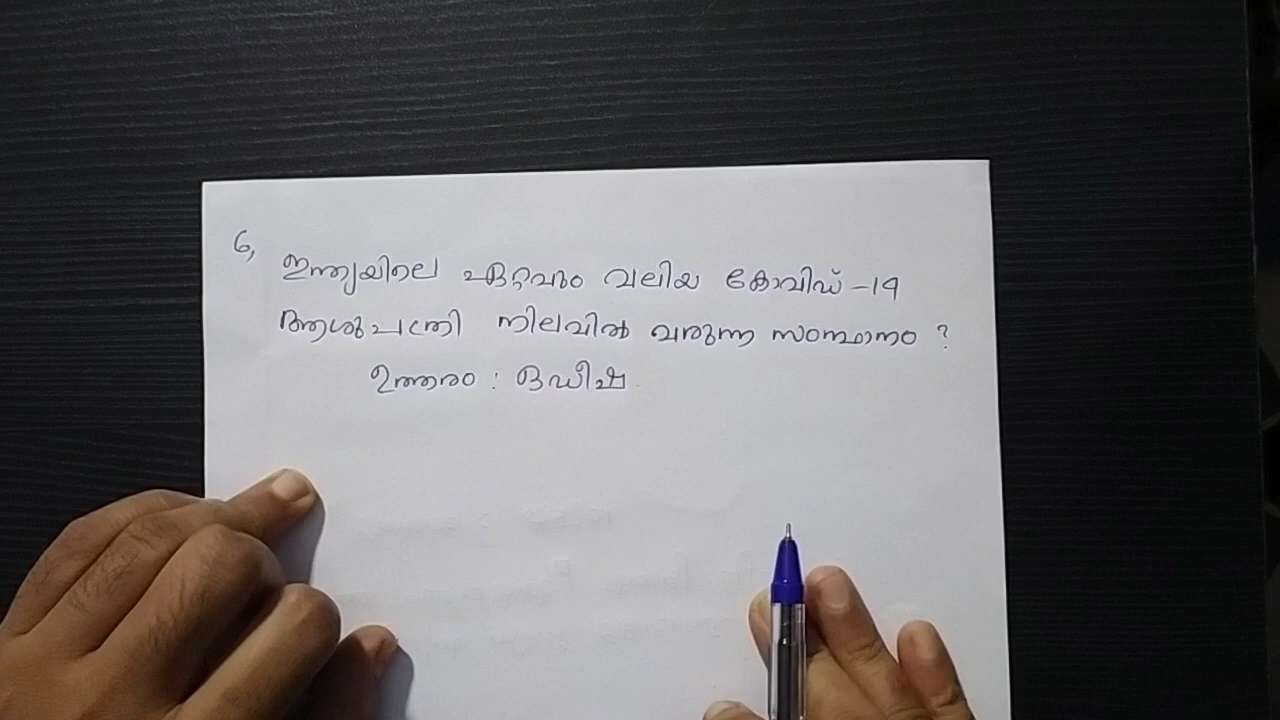 6,
ഇന്ത്യയിലെ ഏറ്റവും വലിയ കോവിഡ് -19
ആശുപത്രി നിലവിൽ വരുന്ന സംസ്ഥാനം ?
ഉത്തരം : ഒഡീഷ